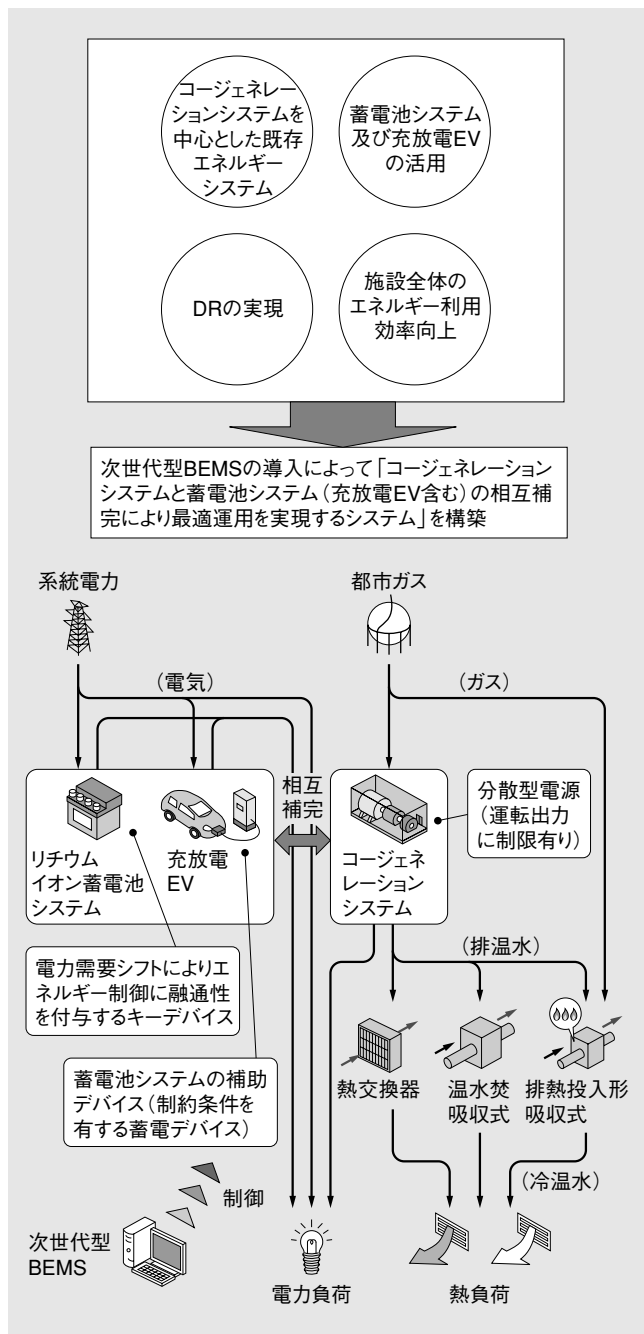 コージェネレー
ションシステムを
中心とした既存
エネルギー
システム
蓄電池システム
及び充放電EV
の活用
DRの実現
施設全体の
エネルギー利用
効率向上
次世代型BEMSの導入によって「コージェネレーション
システムと蓄電池システム（充放電EV含む）の相互補
完により最適運用を実現するシステム」を構築
系統電力
都市ガス
（電気）
（ガス）
相互
補完
分散型電源
（運転出力
に制限有り）
リチウム
イオン蓄電池
システム
充放電
EV
コージェネ
レーション
システム
（排温水）
電力需要シフトによりエ
ネルギー制御に融通性
を付与するキーデバイス
蓄電池システムの補助
デバイス（制約条件を
有する蓄電デバイス）
熱交換器
温水焚
吸収式
排熱投入形
吸収式
（冷温水）
制御
次世代型
BEMS
電力負荷
熱負荷